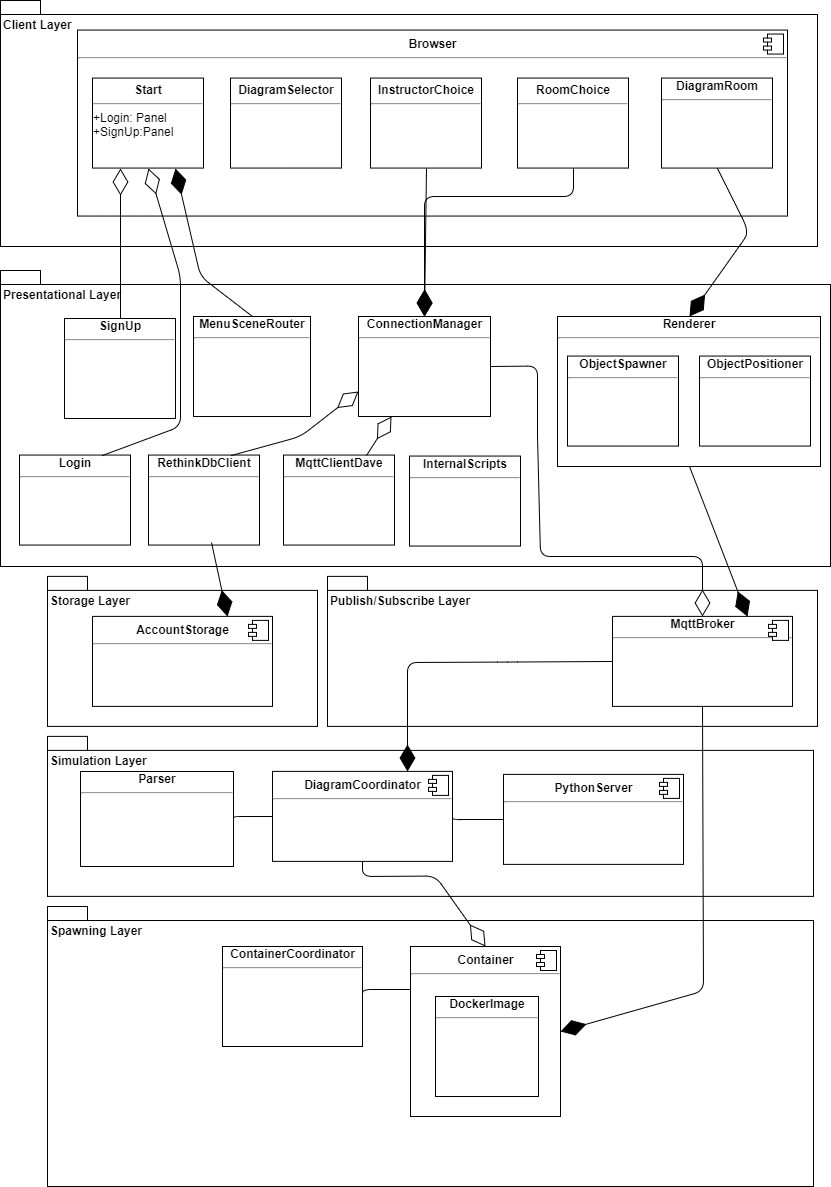 Client Layer
Browser
Start
+Login: Panel
+SignUp:Panel
DiagramSelector
InstructorChoice
RoomChoice
DiagramRoom
Presentational Layer
SignUp
MenuSceneRouter
ConnectionManager
Renderer
ObjectSpawner
ObjectPositioner
Login
RethinkDbClient
MqttClientDave
InternalScripts
Storage Layer
AccountStorage
Publish/Subscribe Layer
MqttBroker
Simulation Layer
Parser
DiagramCoordinator
PythonServer
Spawning Layer
ContainerCoordinator
Container
DockerImage